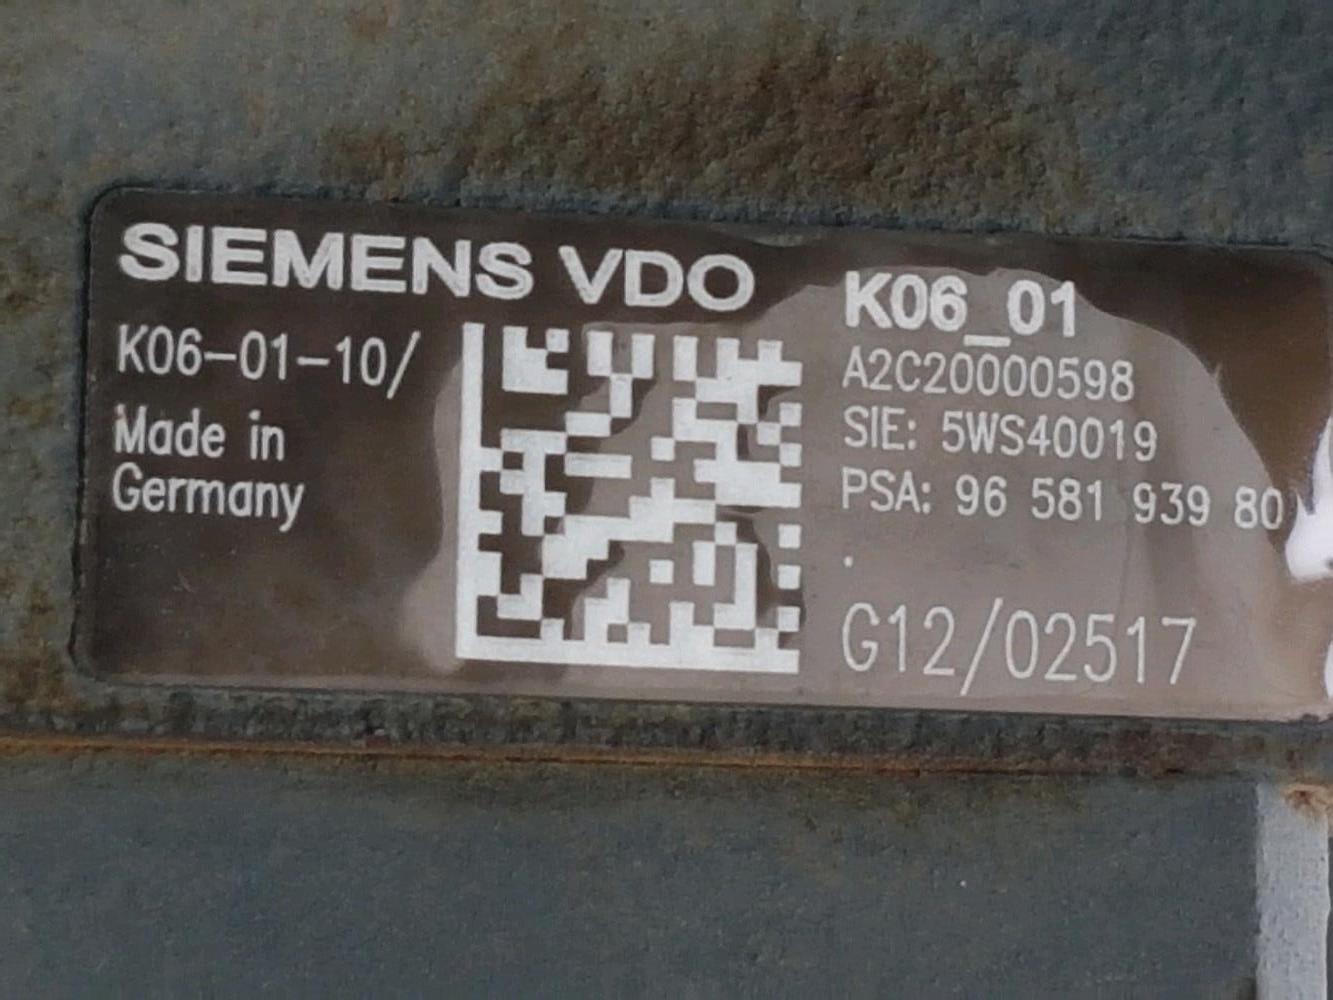 SIEMENS VDO
K06-01-10/
Made in
Germany
K06_01
A2C20000598
SIE: 5WS40019
PSA: 96 581 939 80
.
G12/02517